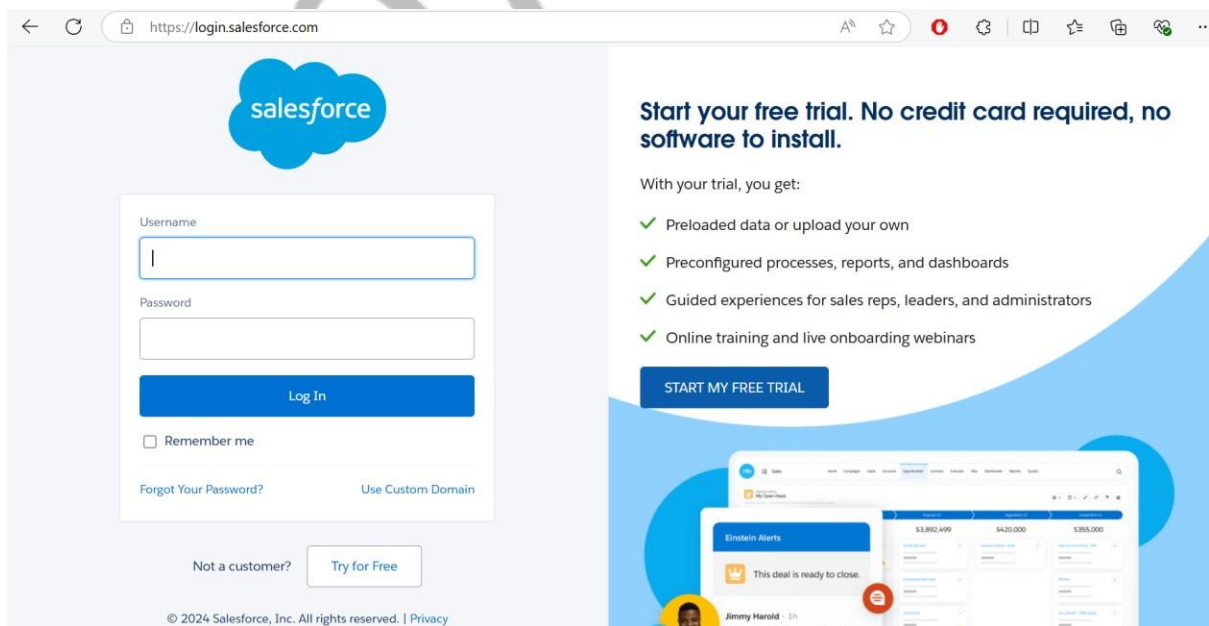 https://login.salesforce.com
salesforce
Username
Password
Log In
Remember me
Forgot Your Password?
Use Custom Domain
Not a customer?
Try for Free
© 2024 Salesforce, Inc. All rights reserved. | Privacy
Start your free trial. No credit card required, no
software to install.
With your trial, you get:
Preloaded data or upload your own
Preconfigured processes, reports, and dashboards
Guided experiences for sales reps, leaders, and administrators
Online training and live onboarding webinars
START MY FREE TRIAL
Sales
My Open Deals
$3,892,499
$420,000
$355,000
Einstein Alerts
This deal is ready to close.
Jimmy Harold · 1h